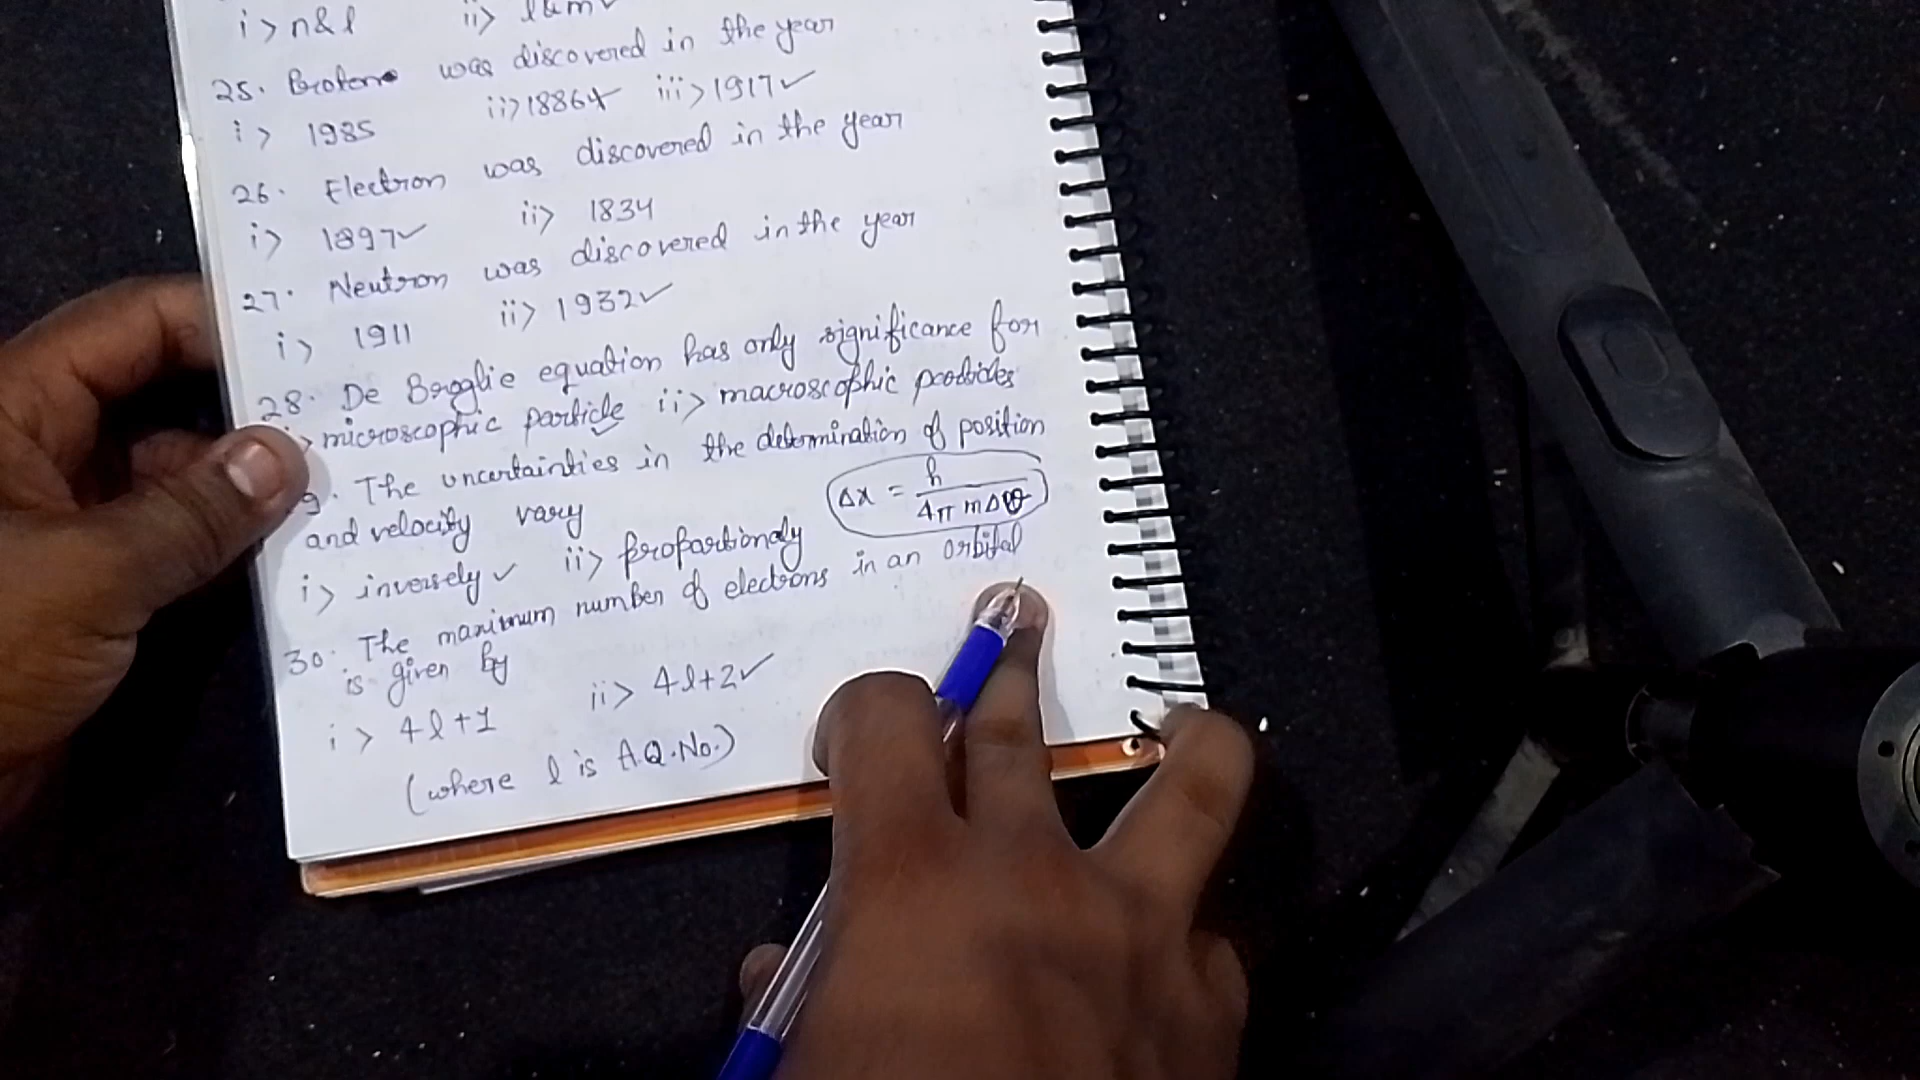 i> n&l ii> l&m✓
25. Proton was discovered in the year
i> 1985 ii> 1886 iii> 1917✓
26. Electron was discovered in the year
i> 1897✓ ii> 1834
27. Neutron was discovered in the year
i> 1911 ii> 1932✓
28. De Broglie equation has only significance for
i> microscophic particle✓ ii> macroscophic particles
9. The uncertainties in the determination of position
and velocity vary Δx = h / 4π mΔv
i> inversely✓ ii> proportionaly
30. The maximum number of electrons in an orbital
is given by
i> 4l+1 ii> 4l+2✓
(where l is A.Q.No.)